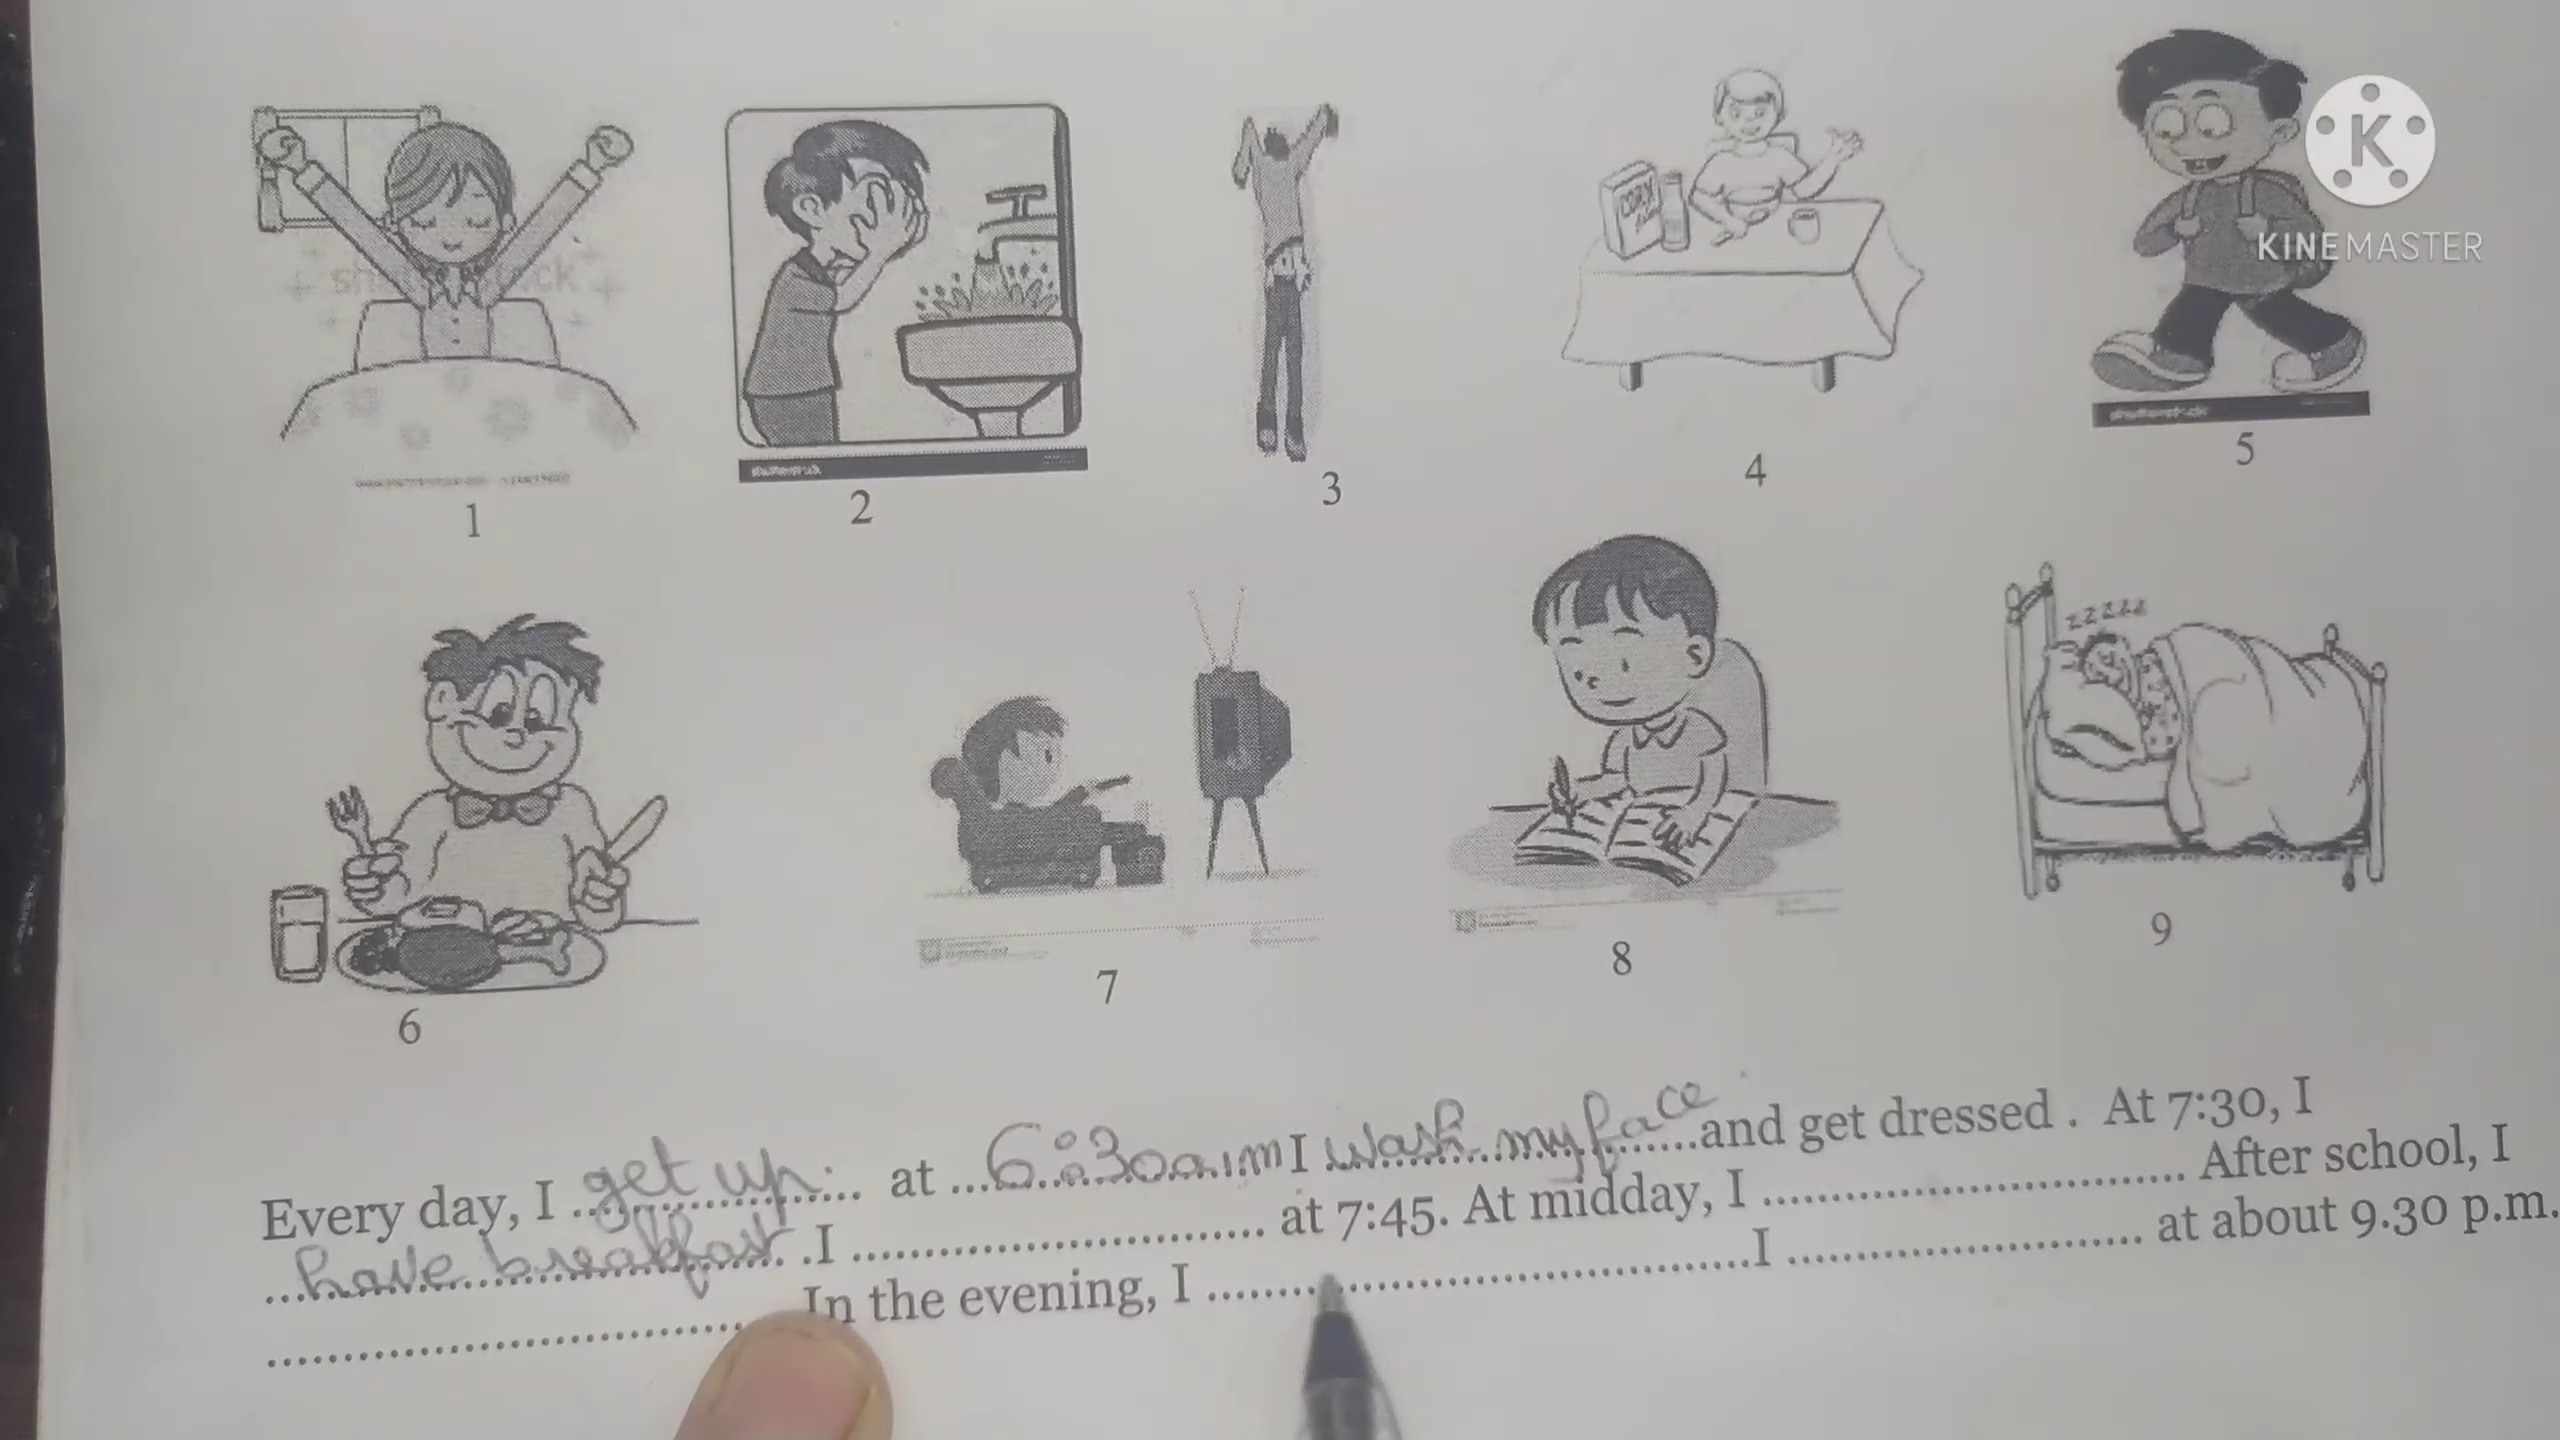 K
KINEMASTER
CORN
1
2
3
4
5
zzzzz
6
7
8
9
Every day, I get up at 6:30a.m I wash my face and get dressed . At 7:30, I
have breakfast .I .............................. at 7:45. At midday, I .............................. After school, I
.............................. In the evening, I ........................................I .......................... at about 9.30 p.m.